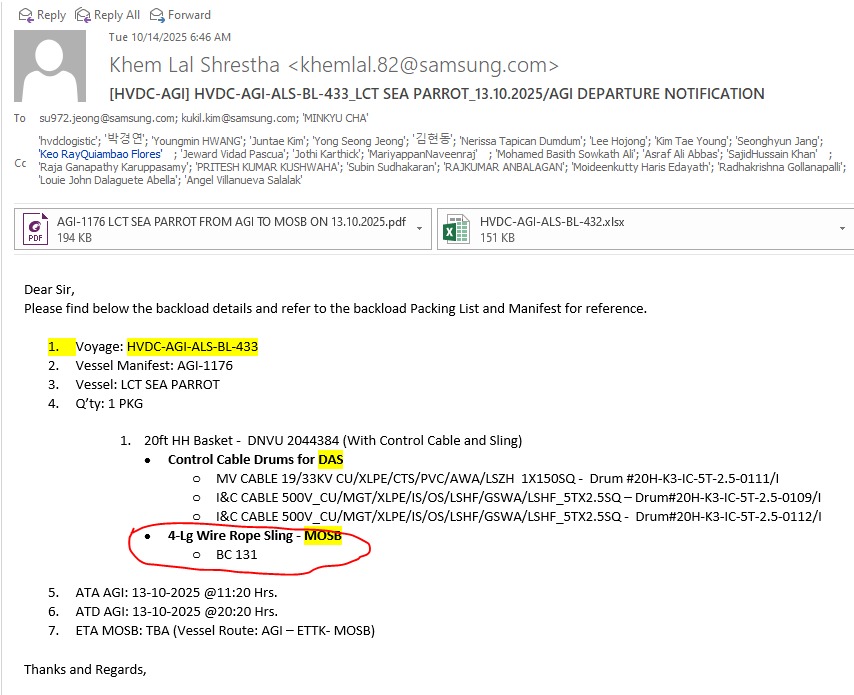 Reply Reply All Forward
Tue 10/14/2025 6:46 AM
Khem Lal Shrestha <khemlal.82@samsung.com>
[HVDC-AGI] HVDC-AGI-ALS-BL-433_LCT SEA PARROT_13.10.2025/AGI DEPARTURE NOTIFICATION
To su972.jeong@samsung.com; kukil.kim@samsung.com; 'MINKYU CHA'
'hvdclogistic'; '박경연'; 'Youngmin HWANG'; 'Juntae Kim'; 'Yong Seong Jeong'; '김현동'; 'Nerissa Tapican Dumdum'; 'Lee Hojong'; 'Kim Tae Young'; 'Seonghyun Jang';
Cc 'Keo RayQuiambao Flores' ; 'Jeward Vidad Pascua'; 'Jothi Karthick'; 'MariyappanNaveenraj' ; 'Mohamed Basith Sowkath Ali'; 'Asraf Ali Abbas'; 'SajidHussain Khan' ;
'Raja Ganapathy Karuppasamy'; 'PRITESH KUMAR KUSHWAHA'; 'Subin Sudhakaran'; 'RAJKUMAR ANBALAGAN'; 'Moideenkutty Haris Edayath'; 'Radhakrishna Gollanapalli';
'Louie John Dalaguete Abella'; 'Angel Villanueva Salalak'
AGI-1176 LCT SEA PARROT FROM AGI TO MOSB ON 13.10.2025.pdf
PDF 194 KB
HVDC-AGI-ALS-BL-432.xlsx
151 KB
Dear Sir,
Please find below the backload details and refer to the backload Packing List and Manifest for reference.
1. Voyage: HVDC-AGI-ALS-BL-433
2. Vessel Manifest: AGI-1176
3. Vessel: LCT SEA PARROT
4. Q'ty: 1 PKG
1. 20ft HH Basket - DNVU 2044384 (With Control Cable and Sling)
• Control Cable Drums for DAS
o MV CABLE 19/33KV CU/XLPE/CTS/PVC/AWA/LSZH 1X150SQ - Drum #20H-K3-IC-5T-2.5-0111/I
o I&C CABLE 500V_CU/MGT/XLPE/IS/OS/LSHF/GSWA/LSHF_5TX2.5SQ – Drum#20H-K3-IC-5T-2.5-0109/I
o I&C CABLE 500V_CU/MGT/XLPE/IS/OS/LSHF/GSWA/LSHF_5TX2.5SQ - Drum#20H-K3-IC-5T-2.5-0112/I
• 4-Lg Wire Rope Sling - MOSB
o BC 131
5. ATA AGI: 13-10-2025 @11:20 Hrs.
6. ATD AGI: 13-10-2025 @20:20 Hrs.
7. ETA MOSB: TBA (Vessel Route: AGI – ETTK- MOSB)
Thanks and Regards,